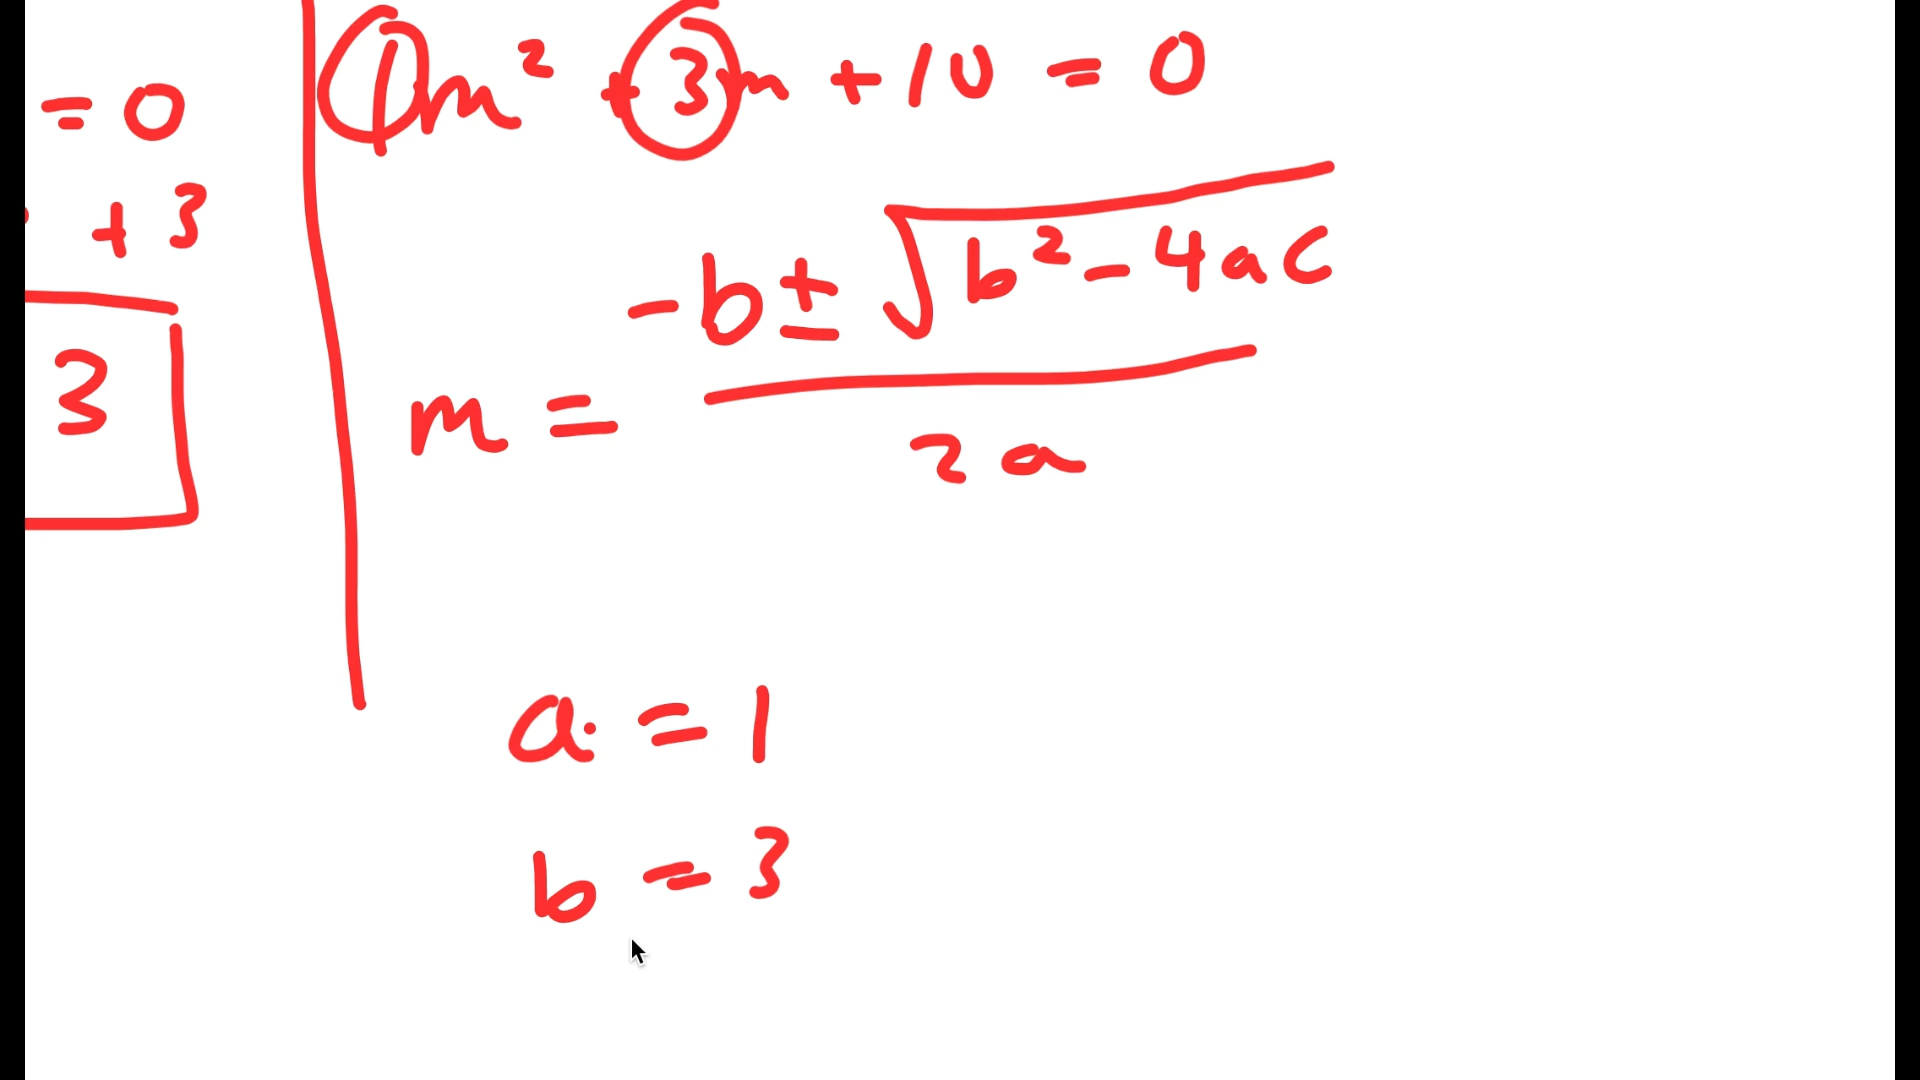 = 0
+ 3
3
1m² + 3m + 10 = 0
m = (-b ± √(b² - 4ac)) / 2a
a = 1
b = 3